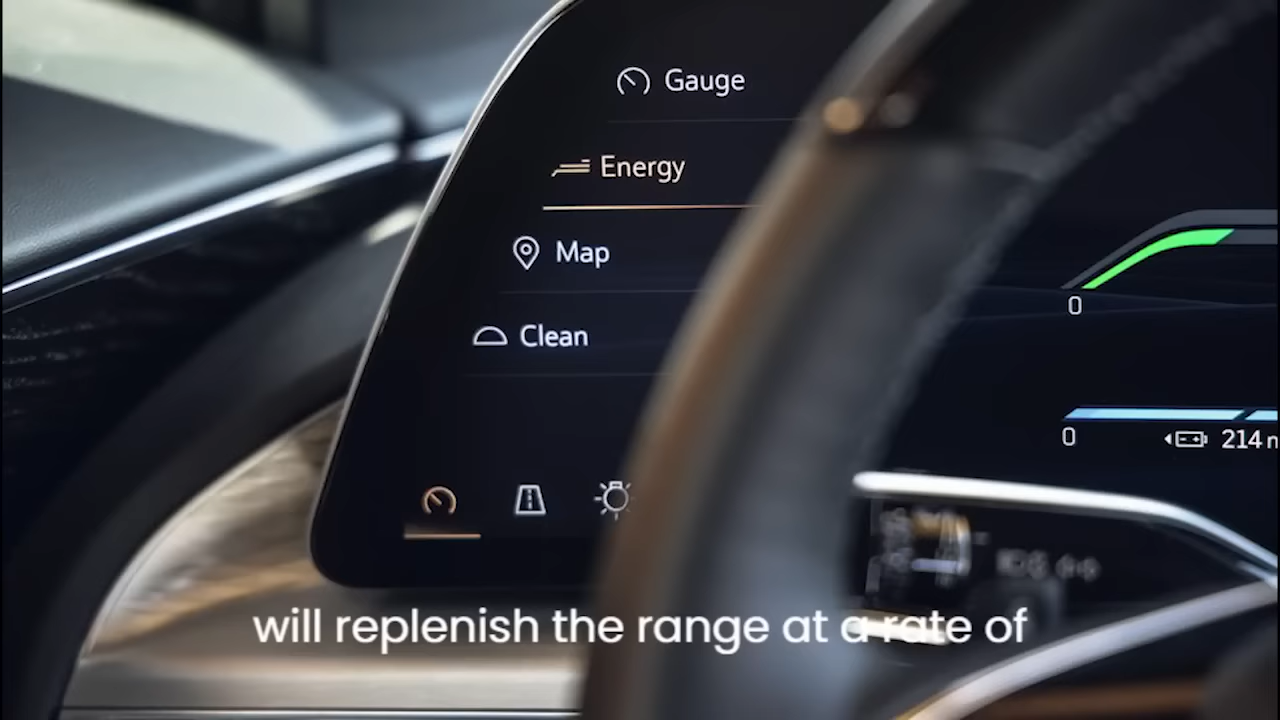 Gauge
Energy
Map
Clean
0
0
214 m
will replenish the range at a rate of